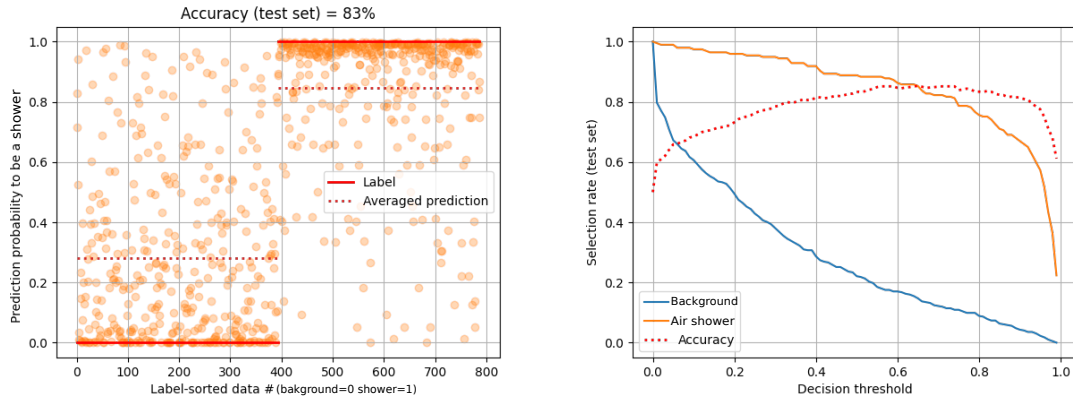 Accuracy (test set) = 83%
Prediction probability to be a shower
1.0
0.8
0.6
0.4
0.2
0.0
Label
Averaged prediction
0 100 200 300 400 500 600 700 800
Label-sorted data # (bakground=0 shower=1)
Selection rate (test set)
1.0
0.8
0.6
0.4
0.2
0.0
Background
Air shower
Accuracy
0.0 0.2 0.4 0.6 0.8 1.0
Decision threshold